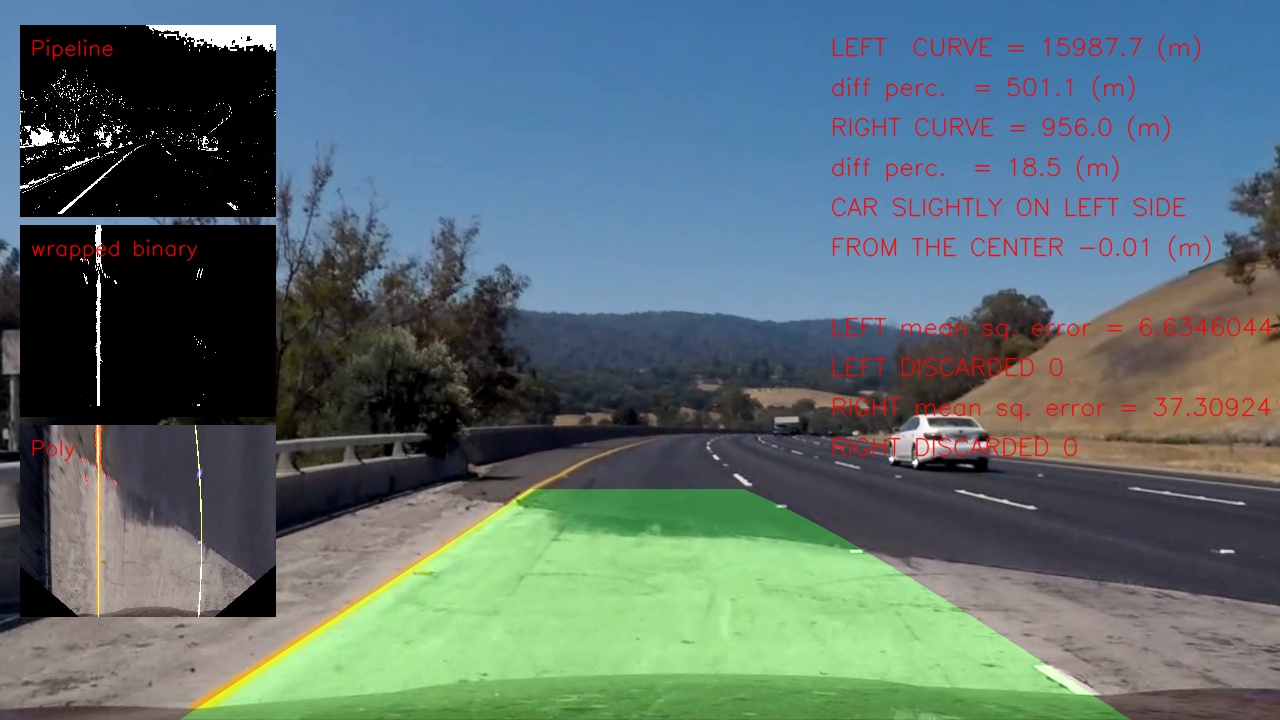 Pipeline
wrapped binary
Poly
LEFT CURVE = 15987.7 (m)
diff perc. = 501.1 (m)
RIGHT CURVE = 956.0 (m)
diff perc. = 18.5 (m)
CAR SLIGHTLY ON LEFT SIDE
FROM THE CENTER -0.01 (m)
LEFT mean sq. error = 6.6346044
LEFT DISCARDED 0
RIGHT mean sq. error = 37.30924
RIGHT DISCARDED 0